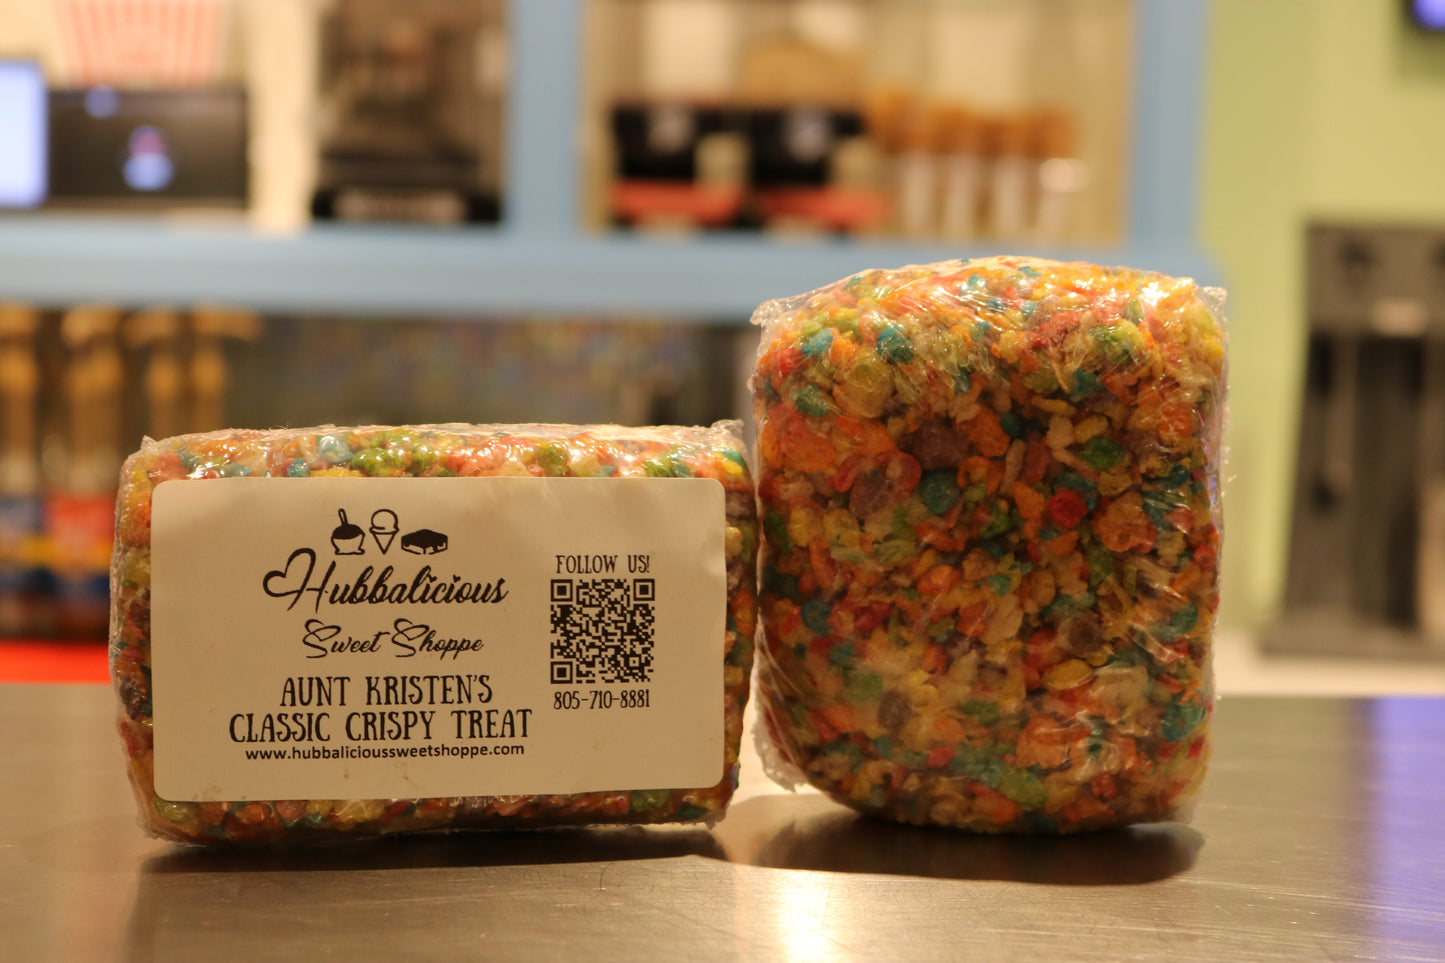 Hubbalicious
Sweet Shoppe
AUNT KRISTEN'S
CLASSIC CRISPY TREAT
www.hubbalicioussweetshoppe.com
FOLLOW US!
805-710-8881